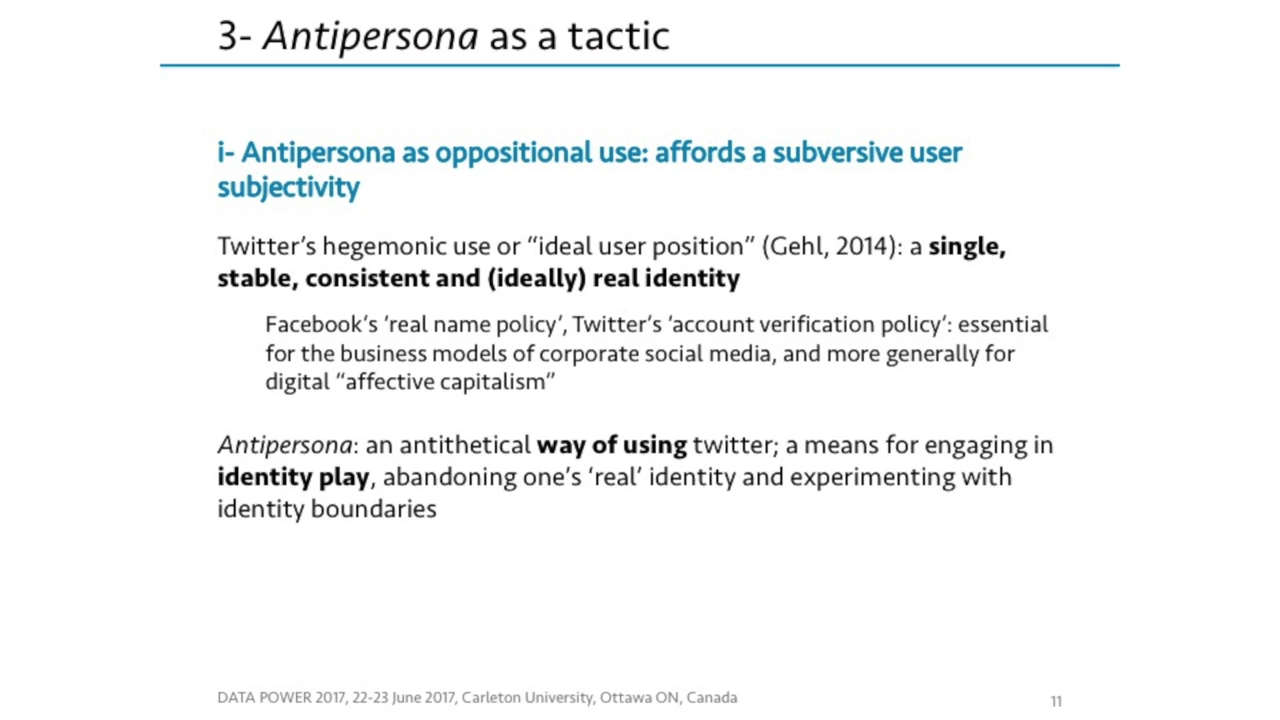 3- Antipersona as a tactic
i- Antipersona as oppositional use: affords a subversive user
subjectivity
Twitter’s hegemonic use or “ideal user position” (Gehl, 2014): a single,
stable, consistent and (ideally) real identity
Facebook’s ‘real name policy’, Twitter’s ‘account verification policy’: essential
for the business models of corporate social media, and more generally for
digital “affective capitalism”
Antipersona: an antithetical way of using twitter; a means for engaging in
identity play, abandoning one’s ‘real’ identity and experimenting with
identity boundaries
DATA POWER 2017, 22-23 June 2017, Carleton University, Ottawa ON, Canada
11